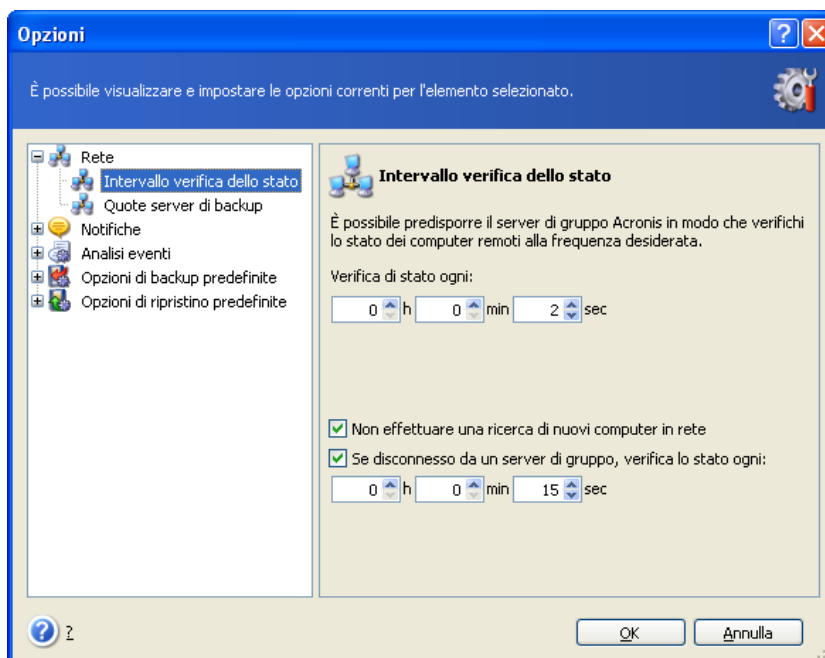 Opzioni
È possibile visualizzare e impostare le opzioni correnti per l'elemento selezionato.
Rete
Intervallo verifica dello stato
Quote server di backup
Notifiche
Analisi eventi
Opzioni di backup predefinite
Opzioni di ripristino predefinite
Intervallo verifica dello stato
È possibile predisporre il server di gruppo Acronis in modo che verifichi
lo stato dei computer remoti alla frequenza desiderata.
Verifica di stato ogni:
0 h 0 min 2 sec
Non effettuare una ricerca di nuovi computer in rete
Se disconnesso da un server di gruppo, verifica lo stato ogni:
0 h 0 min 15 sec
?
OK
Annulla